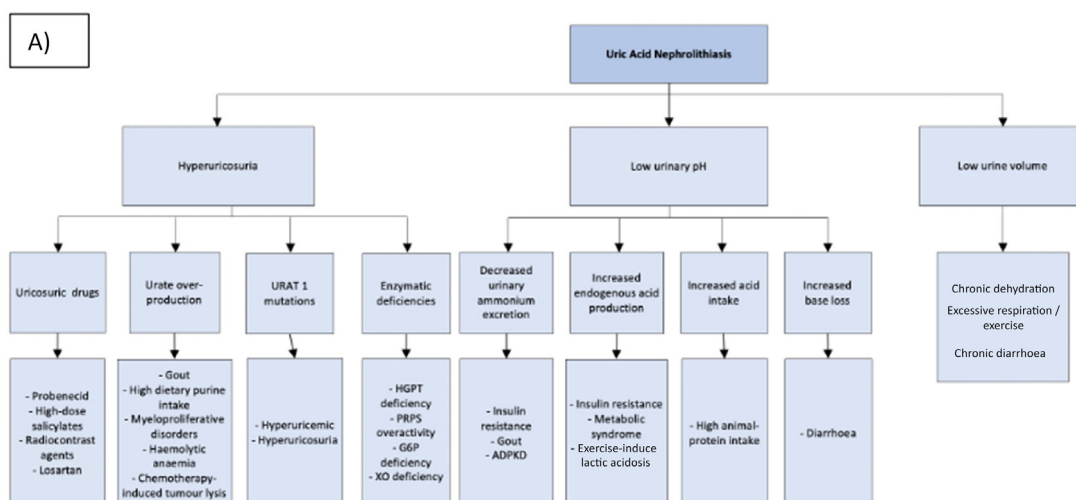 A)
Uric Acid Nephrolithiasis
Hyperuricosuria
Low urinary pH
Low urine volume
Uricosuric drugs
Urate over-
production
URAT 1
mutations
Enzymatic
deficiencies
Decreased
urinary
ammonium
excretion
Increased
endogenous acid
production
Increased acid
intake
Increased
base loss
Chronic dehydration
Excessive respiration /
exercise
Chronic diarrhoea
- Probenecid
- High-dose
salicylates
- Radiocontrast
agents
- Losartan
- Gout
- High dietary purine
intake
- Myeloproliferative
disorders
- Haemolytic
anaemia
- Chemotherapy-
induced tumour lysis
- Hyperuricemic
- Hyperuricosuria
- HGPT
deficiency
- PRPS
overactivity
- G6P
deficiency
- XO deficiency
- Insulin
resistance
- Gout
- ADPKD
- Insulin resistance
- Metabolic
syndrome
- Exercise-induce
lactic acidosis
- High animal-
protein intake
- Diarrhoea